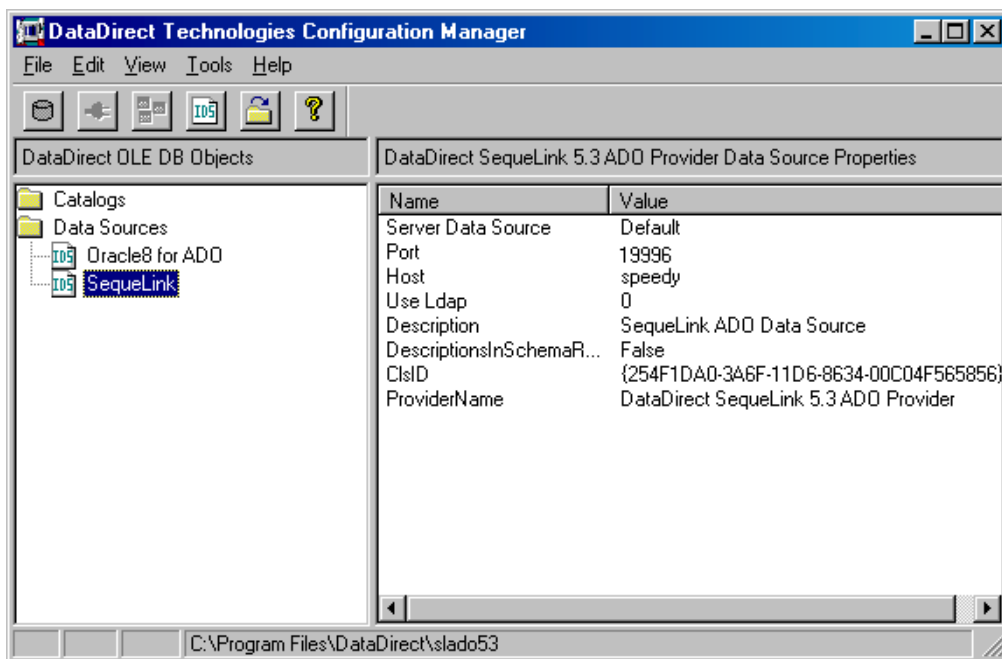 DataDirect Technologies Configuration Manager
File Edit View Tools Help
IDS ?
DataDirect OLE DB Objects
DataDirect SequeLink 5.3 ADO Provider Data Source Properties
Catalogs
Data Sources
IDS Oracle8 for ADO
IDS SequeLink
Name Value
Server Data Source Default
Port 19996
Host speedy
Use Ldap 0
Description SequeLink ADO Data Source
DescriptionsInSchemaR... False
ClsID {254F1DA0-3A6F-11D6-8634-00C04F565856}
ProviderName DataDirect SequeLink 5.3 ADO Provider
C:\Program Files\DataDirect\slado53